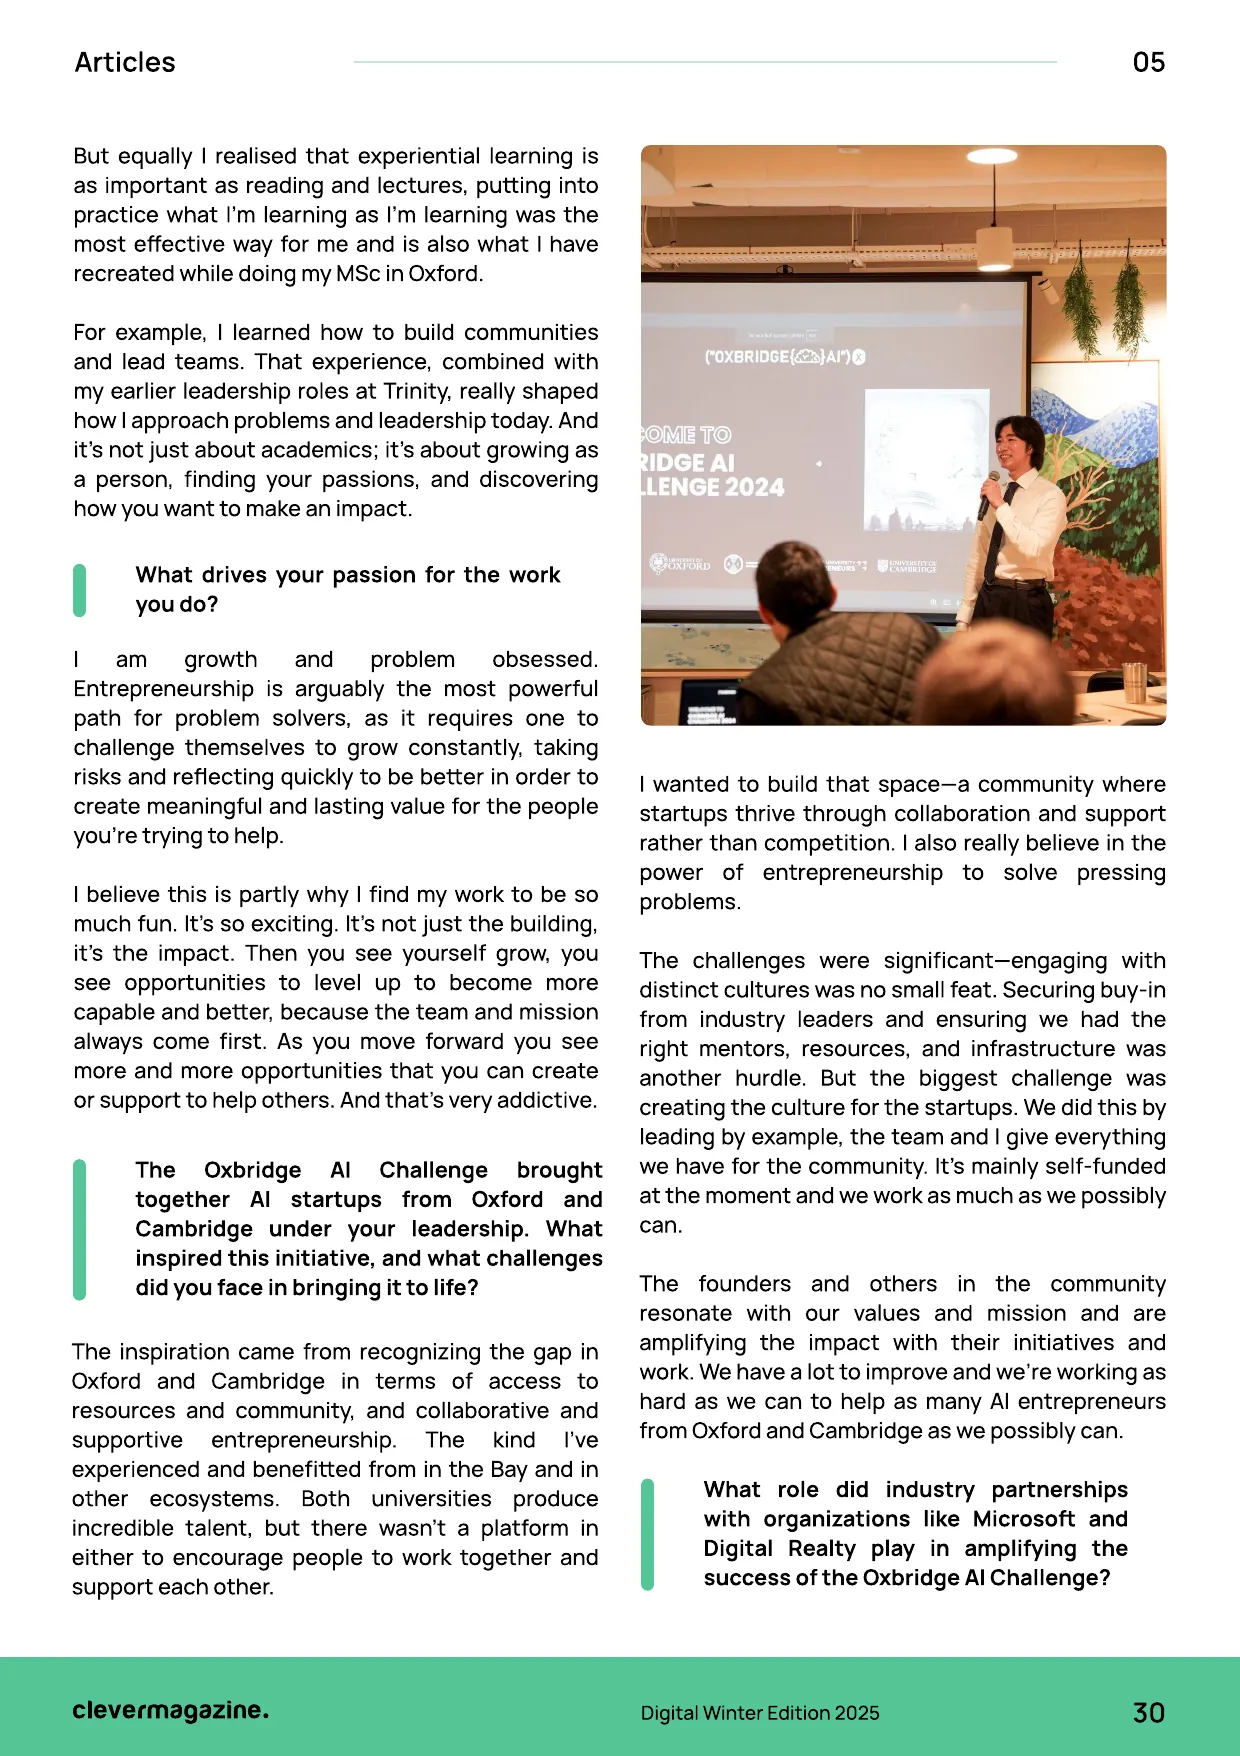 Articles
05
But equally I realised that experiential learning is
as important as reading and lectures, putting into
practice what I'm learning as I'm learning was the
most effective way for me and is also what I have
recreated while doing my MSc in Oxford.
For example, I learned how to build communities
and lead teams. That experience, combined with
my earlier leadership roles at Trinity, really shaped
how I approach problems and leadership today. And
it's not just about academics; it's about growing as
a person, finding your passions, and discovering
how you want to make an impact.
What drives your passion for the work
you do?
I am growth and problem obsessed.
Entrepreneurship is arguably the most powerful
path for problem solvers, as it requires one to
challenge themselves to grow constantly, taking
risks and reflecting quickly to be better in order to
create meaningful and lasting value for the people
you're trying to help.
I believe this is partly why I find my work to be so
much fun. It's so exciting. It's not just the building,
it's the impact. Then you see yourself grow, you
see opportunities to level up to become more
capable and better, because the team and mission
always come first. As you move forward you see
more and more opportunities that you can create
or support to help others. And that's very addictive.
The Oxbridge AI Challenge brought
together AI startups from Oxford and
Cambridge under your leadership. What
inspired this initiative, and what challenges
did you face in bringing it to life?
The inspiration came from recognizing the gap in
Oxford and Cambridge in terms of access to
resources and community, and collaborative and
supportive entrepreneurship. The kind I've
experienced and benefitted from in the Bay and in
other ecosystems. Both universities produce
incredible talent, but there wasn't a platform in
either to encourage people to work together and
support each other.
("OXBRIDGE{ }AI")X
COME TO
RIDGE AI
LLENGE 2024
UNIVERSITY OF
OXFORD
UNIVERSITY OF
CAMBRIDGE
I wanted to build that space—a community where
startups thrive through collaboration and support
rather than competition. I also really believe in the
power of entrepreneurship to solve pressing
problems.
The challenges were significant—engaging with
distinct cultures was no small feat. Securing buy-in
from industry leaders and ensuring we had the
right mentors, resources, and infrastructure was
another hurdle. But the biggest challenge was
creating the culture for the startups. We did this by
leading by example, the team and I give everything
we have for the community. It's mainly self-funded
at the moment and we work as much as we possibly
can.
The founders and others in the community
resonate with our values and mission and are
amplifying the impact with their initiatives and
work. We have a lot to improve and we're working as
hard as we can to help as many AI entrepreneurs
from Oxford and Cambridge as we possibly can.
What role did industry partnerships
with organizations like Microsoft and
Digital Realty play in amplifying the
success of the Oxbridge AI Challenge?
clevermagazine.
Digital Winter Edition 2025
30